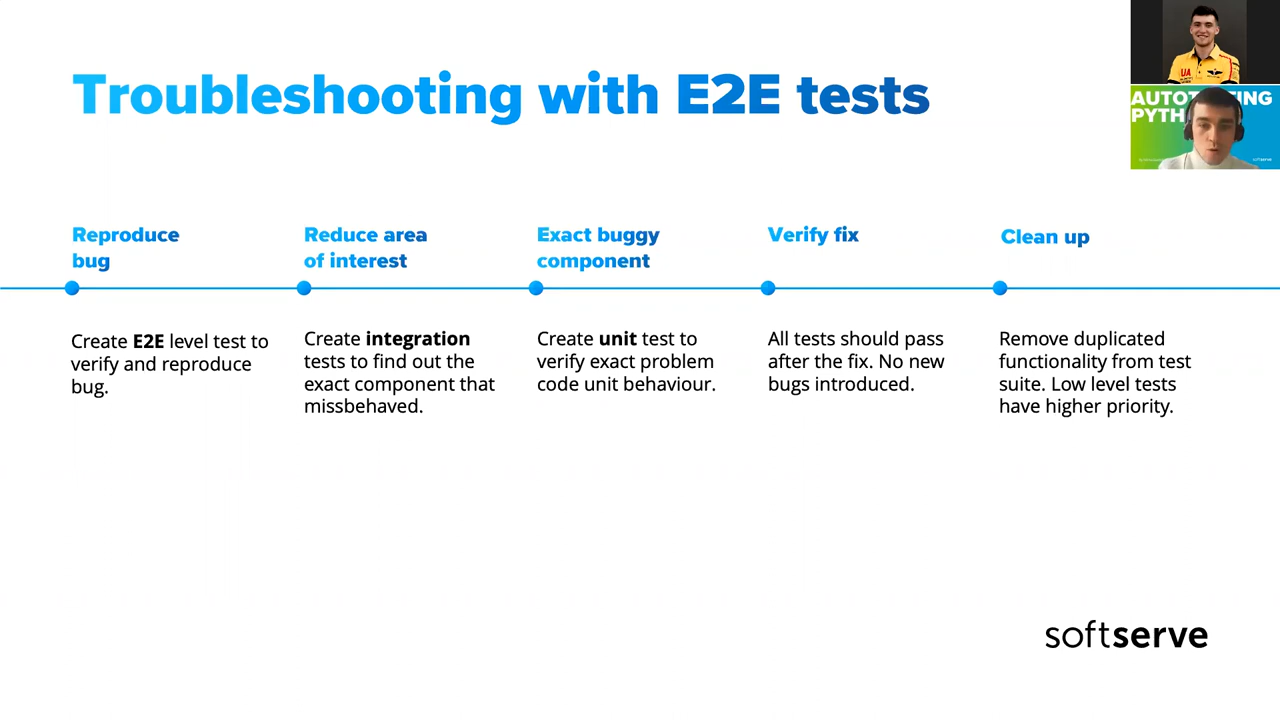 Troubleshooting with E2E tests
Reproduce
bug
Reduce area
of interest
Exact buggy
component
Verify fix
Clean up
Create E2E level test to
verify and reproduce
bug.
Create integration
tests to find out the
exact component that
missbehaved.
Create unit test to
verify exact problem
code unit behaviour.
All tests should pass
after the fix. No new
bugs introduced.
Remove duplicated
functionality from test
suite. Low level tests
have higher priority.
softserve
UA
softserve